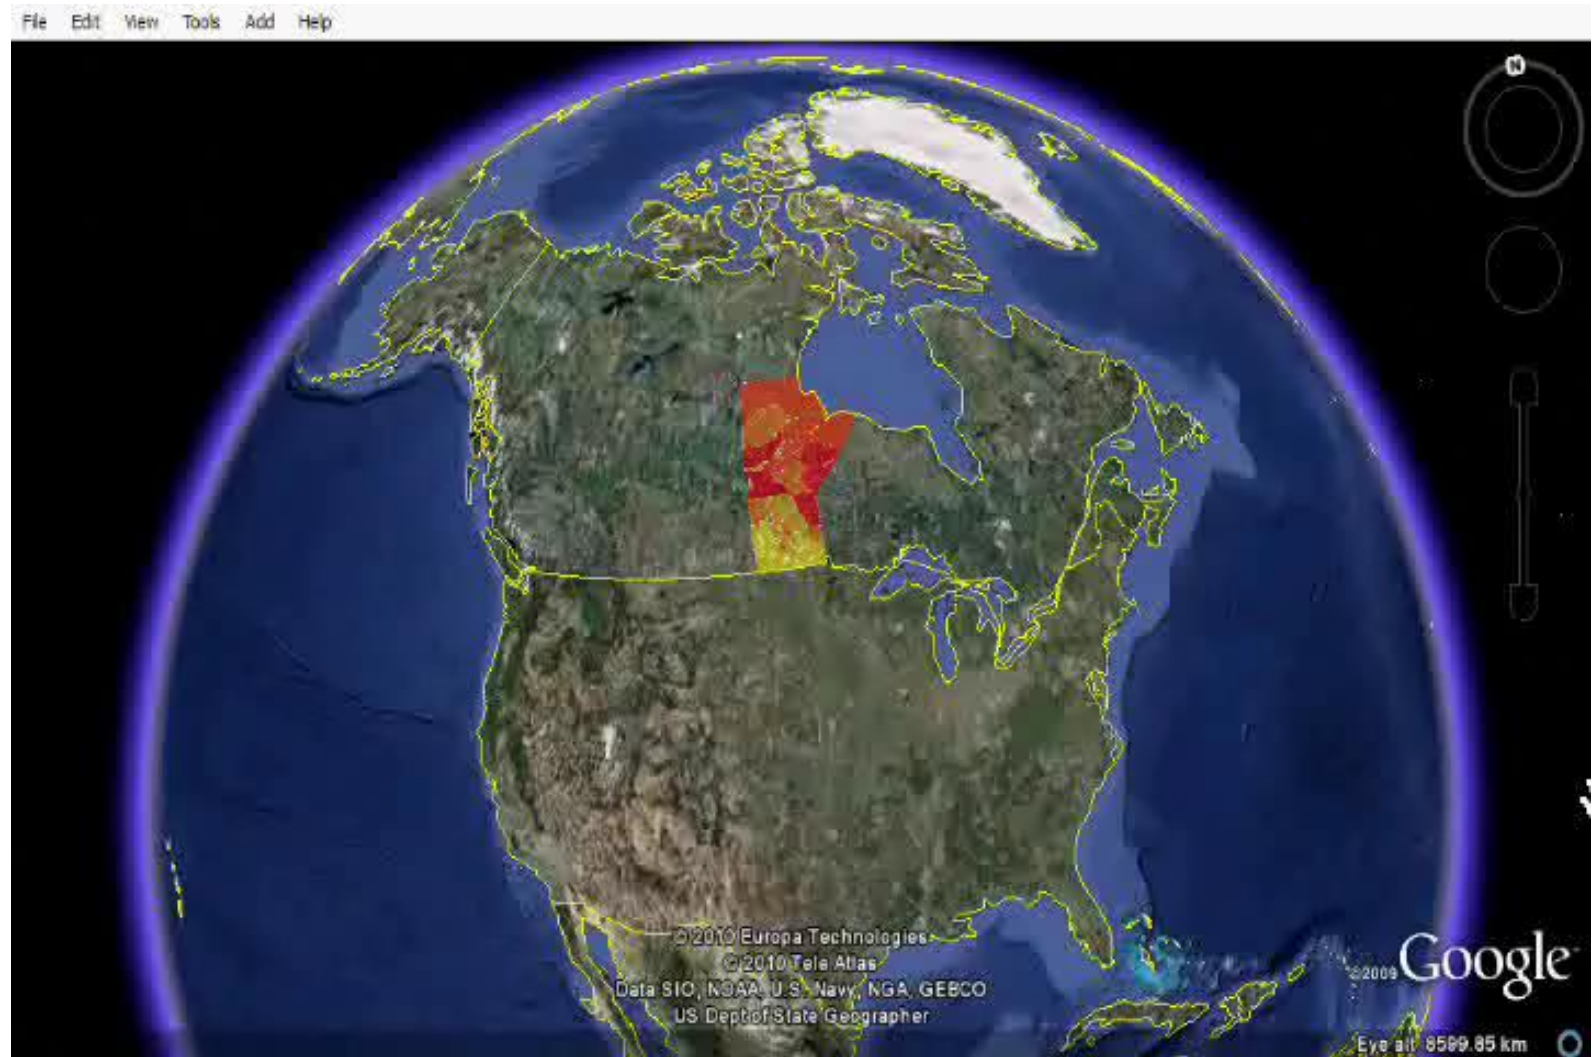 File Edit View Tools Add Help
N
© 2010 Europa Technologies
© 2010 Tele Atlas
Data SIO, NOAA, U.S. Navy, NGA, GEBCO
US Dept of State Geographer
©2009 Google
Eye alt 8599.85 km